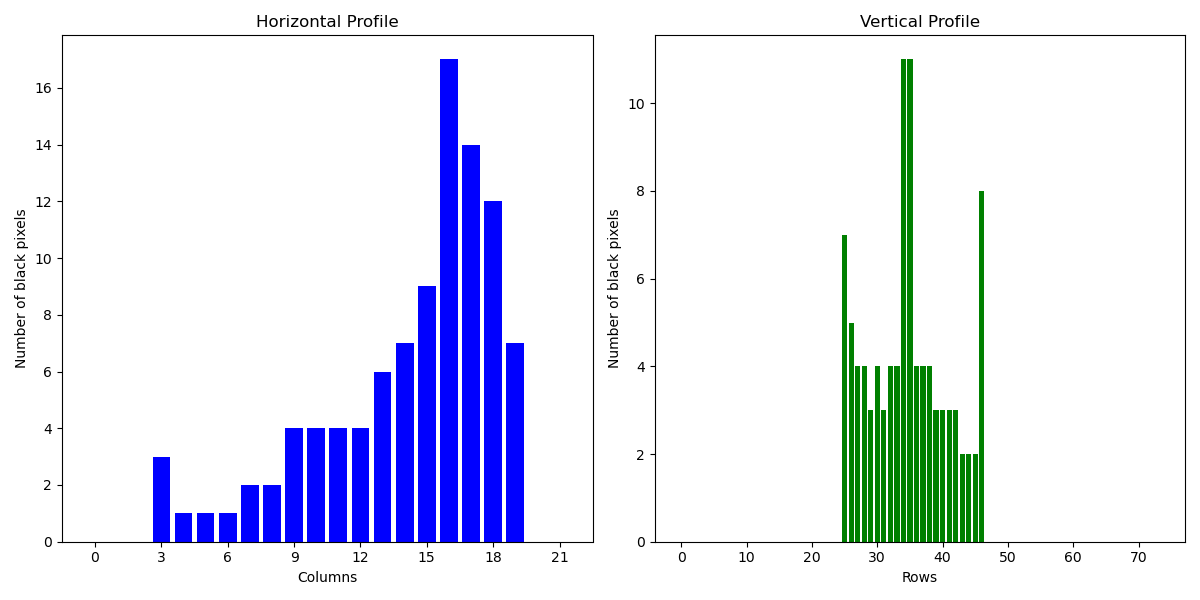 Horizontal Profile
Number of black pixels
0 2 4 6 8 10 12 14 16
0 3 6 9 12 15 18 21
Columns
Vertical Profile
Number of black pixels
0 2 4 6 8 10
0 10 20 30 40 50 60 70
Rows